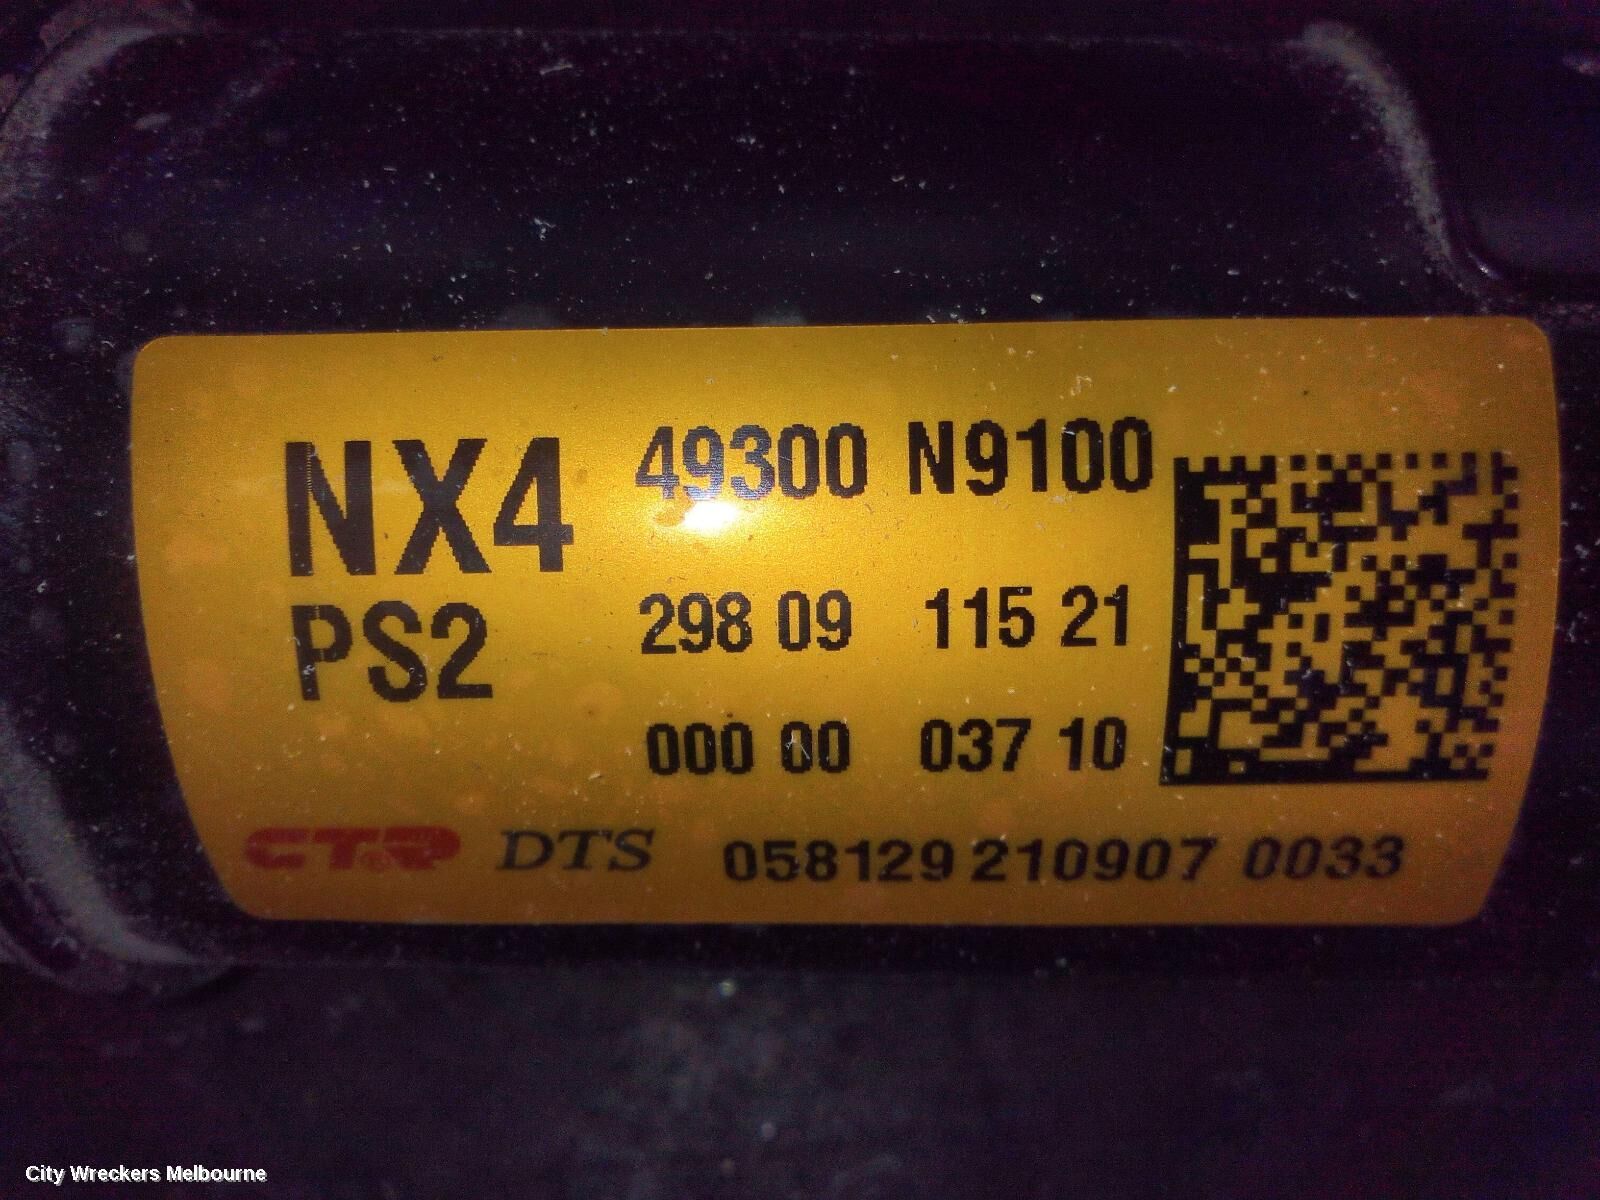 NX4 49300 N9100
PS2 298 09 115 21
000 00 037 10
CTR® DTS 058129 210907 0033
City Wreckers Melbourne